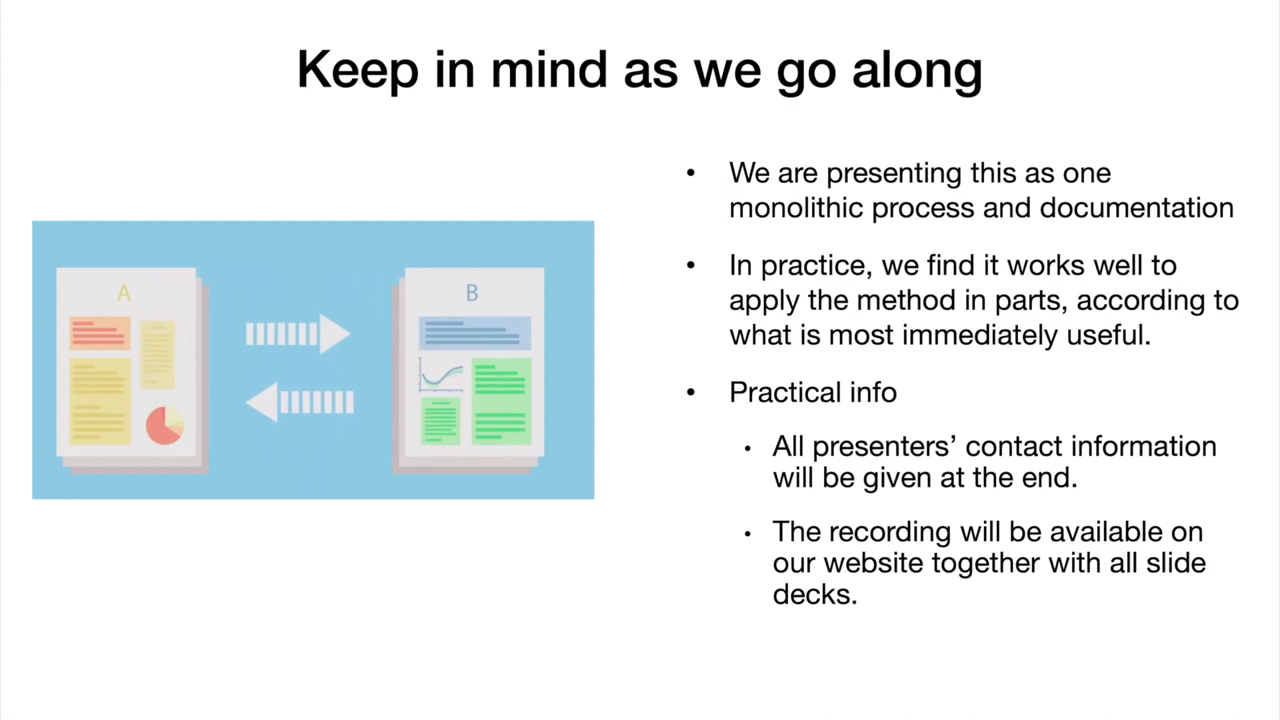 Keep in mind as we go along
A
B
• We are presenting this as one
monolithic process and documentation
• In practice, we find it works well to
apply the method in parts, according to
what is most immediately useful.
• Practical info
• All presenters’ contact information
will be given at the end.
• The recording will be available on
our website together with all slide
decks.